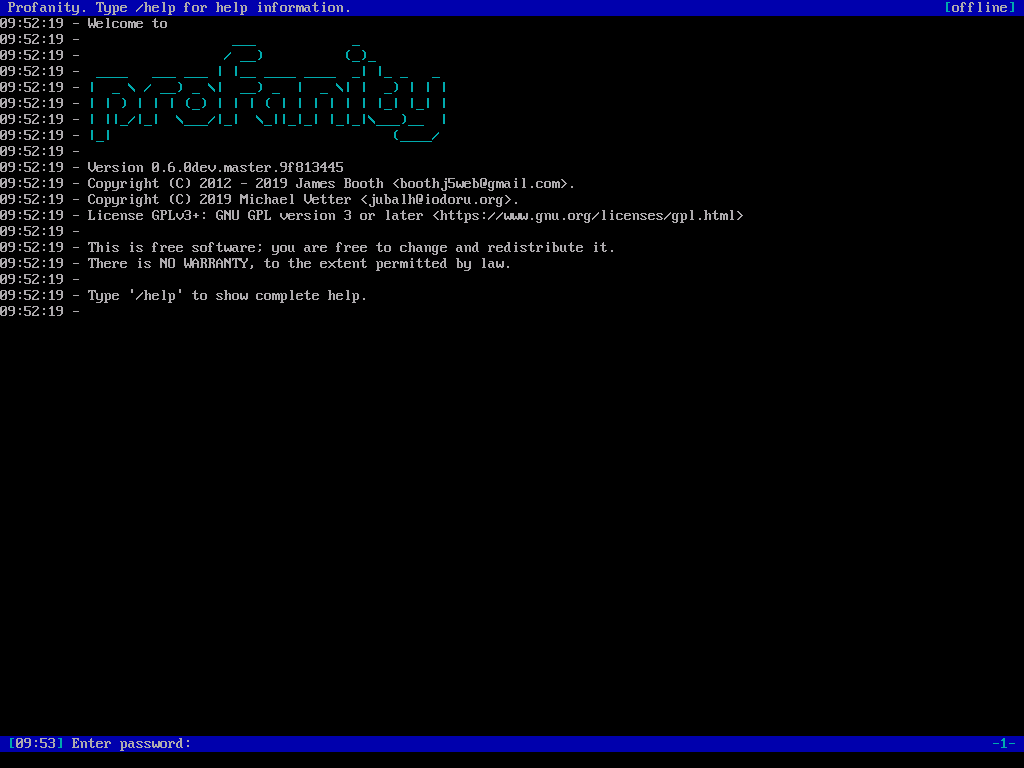 Profanity. Type /help for help information. [offline]
09:52:19 - Welcome to
09:52:19 -
09:52:19 -
09:52:19 -
09:52:19 - profanity
09:52:19 -
09:52:19 -
09:52:19 -
09:52:19 -
09:52:19 - Version 0.6.0dev.master.9f813445
09:52:19 - Copyright (C) 2012 - 2019 James Booth <boothj5web@gmail.com>.
09:52:19 - Copyright (C) 2019 Michael Vetter <jubalh@iodoru.org>.
09:52:19 - License GPLv3+: GNU GPL version 3 or later <https://www.gnu.org/licenses/gpl.html>
09:52:19 -
09:52:19 - This is free software; you are free to change and redistribute it.
09:52:19 - There is NO WARRANTY, to the extent permitted by law.
09:52:19 -
09:52:19 - Type '/help' to show complete help.
09:52:19 -
[09:53] Enter password: -1-